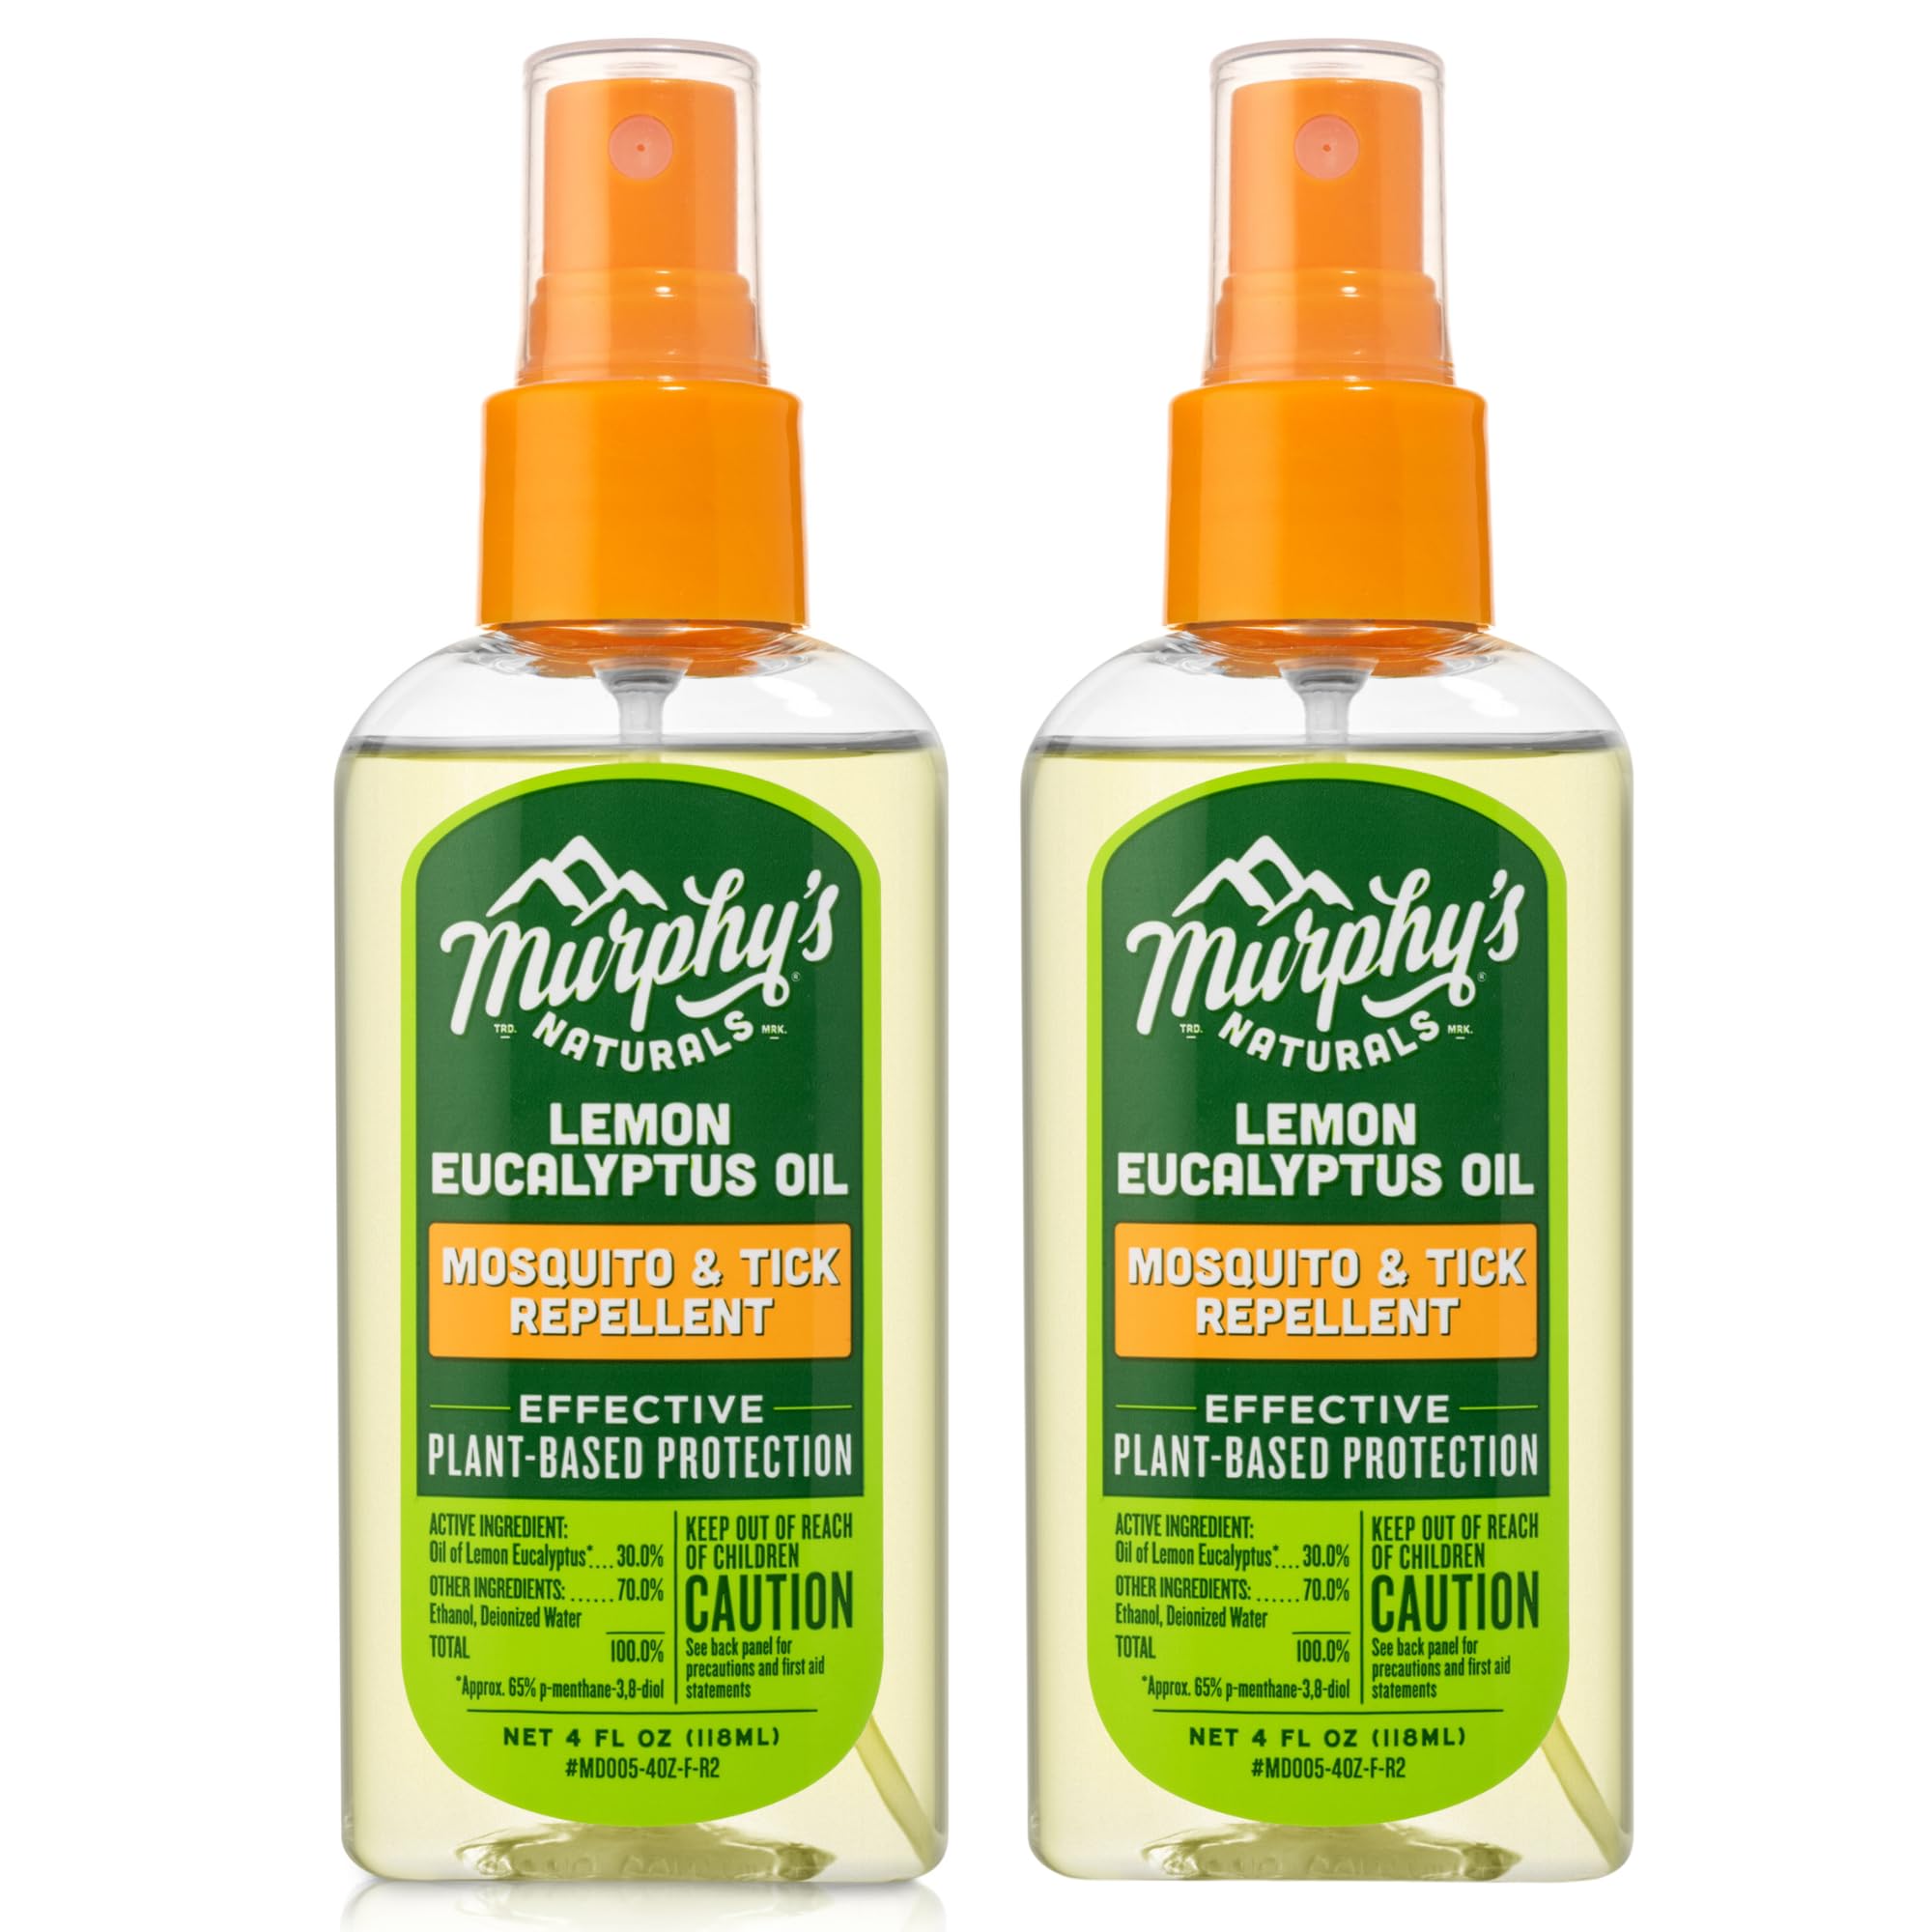 Murphy's®
TRD. NATURALS MRK.
LEMON
EUCALYPTUS OIL
MOSQUITO & TICK
REPELLENT
EFFECTIVE
PLANT-BASED PROTECTION
ACTIVE INGREDIENT:
Oil of Lemon Eucalyptus*.... 30.0%
OTHER INGREDIENTS: ...... 70.0%
Ethanol, Deionized Water
TOTAL 100.0%
*Approx. 65% p-menthane-3,8-diol
KEEP OUT OF REACH
OF CHILDREN
CAUTION
See back panel for
precautions and first aid
statements
NET 4 FL OZ (118ML)
#MD005-4OZ-F-R2
Murphy's®
TRD. NATURALS MRK.
LEMON
EUCALYPTUS OIL
MOSQUITO & TICK
REPELLENT
EFFECTIVE
PLANT-BASED PROTECTION
ACTIVE INGREDIENT:
Oil of Lemon Eucalyptus*.... 30.0%
OTHER INGREDIENTS: ...... 70.0%
Ethanol, Deionized Water
TOTAL 100.0%
*Approx. 65% p-menthane-3,8-diol
KEEP OUT OF REACH
OF CHILDREN
CAUTION
See back panel for
precautions and first aid
statements
NET 4 FL OZ (118ML)
#MD005-4OZ-F-R2